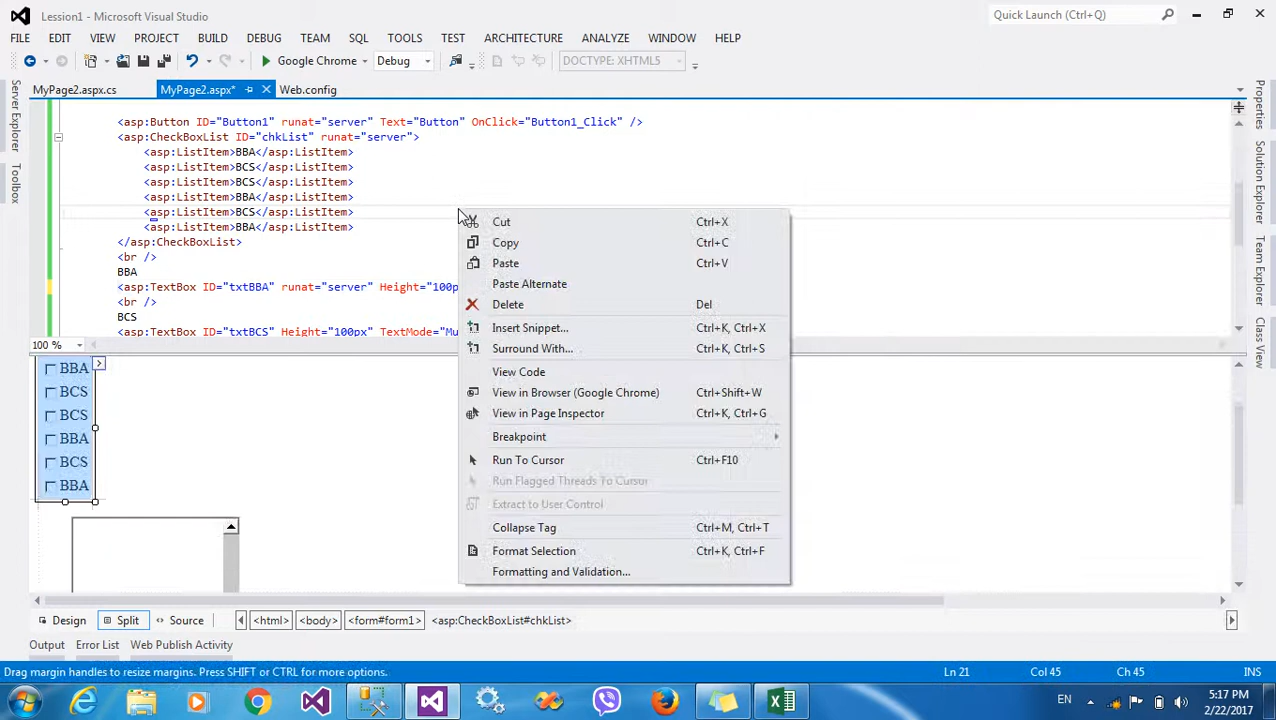 Lession1 - Microsoft Visual Studio
Quick Launch (Ctrl+Q)
FILE EDIT VIEW PROJECT BUILD DEBUG TEAM SQL TOOLS TEST ARCHITECTURE ANALYZE WINDOW HELP
Google Chrome Debug DOCTYPE: XHTML5
MyPage2.aspx.cs MyPage2.aspx* Web.config
Server Explorer
Toolbox
Properties
Solution Explorer
Team Explorer
Class View
<asp:Button ID="Button1" runat="server" Text="Button" OnClick="Button1_Click" />
<asp:CheckBoxList ID="chkList" runat="server">
<asp:ListItem>BBA</asp:ListItem>
<asp:ListItem>BCS</asp:ListItem>
<asp:ListItem>BCS</asp:ListItem>
<asp:ListItem>BBA</asp:ListItem>
<asp:ListItem>BCS</asp:ListItem>
<asp:ListItem>BBA</asp:ListItem>
</asp:CheckBoxList>
<br />
BBA
<asp:TextBox ID="txtBBA" runat="server" Height="100p
<br />
BCS
<asp:TextBox ID="txtBCS" Height="100px" TextMode="Mu
100 %
BBA
BCS
BCS
BBA
BCS
BBA
Cut Ctrl+X
Copy Ctrl+C
Paste Ctrl+V
Paste Alternate
Delete Del
Insert Snippet... Ctrl+K, Ctrl+X
Surround With... Ctrl+K, Ctrl+S
View Code
View in Browser (Google Chrome) Ctrl+Shift+W
View in Page Inspector Ctrl+K, Ctrl+G
Breakpoint
Run To Cursor Ctrl+F10
Run Flagged Threads To Cursor
Extract to User Control
Collapse Tag Ctrl+M, Ctrl+T
Format Selection Ctrl+K, Ctrl+F
Formatting and Validation...
Design Split Source <html> <body> <form#form1> <asp:CheckBoxList#chkList>
Output Error List Web Publish Activity
Drag margin handles to resize margins. Press SHIFT or CTRL for more options. Ln 21 Col 45 Ch 45 INS
EN
5:17 PM
2/22/2017